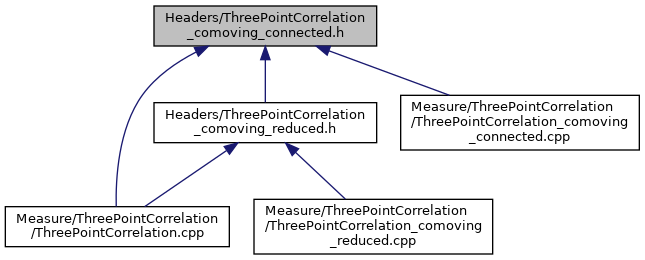 Headers/ThreePointCorrelation
_comoving_connected.h
Headers/ThreePointCorrelation
_comoving_reduced.h
Measure/ThreePointCorrelation
/ThreePointCorrelation_comoving
_connected.cpp
Measure/ThreePointCorrelation
/ThreePointCorrelation.cpp
Measure/ThreePointCorrelation
/ThreePointCorrelation_comoving
_reduced.cpp